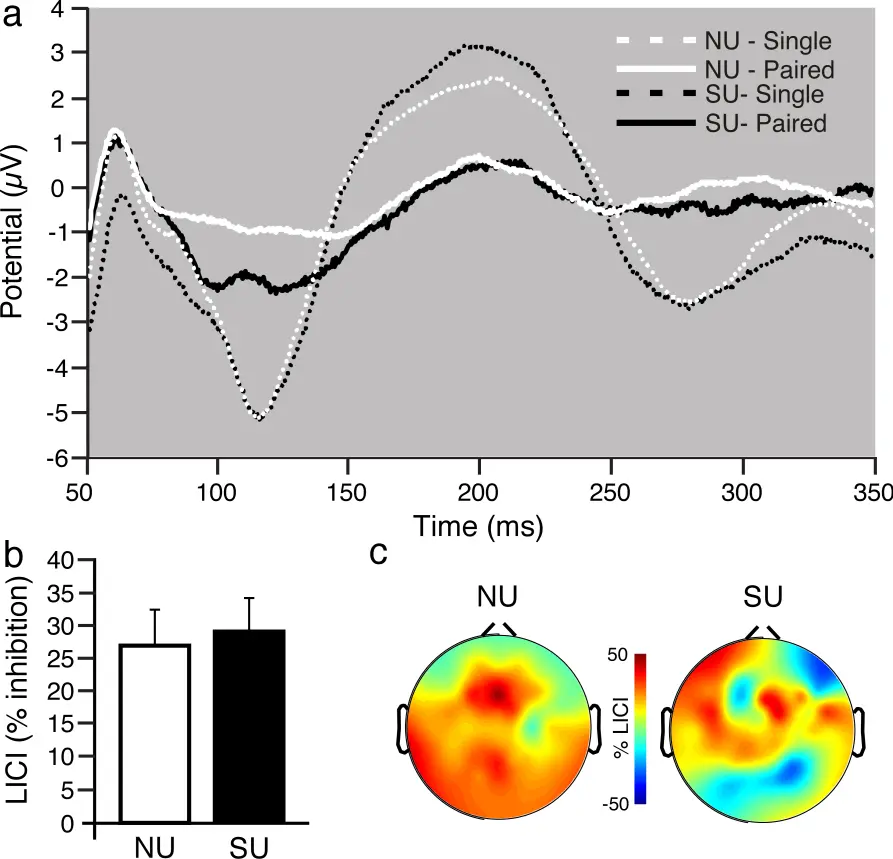 a
4
3
2
1
0
-1
-2
-3
-4
-5
-6
Potential (µV)
NU - Single
NU - Paired
SU- Single
SU- Paired
50 100 150 200 250 300 350
Time (ms)
b
40
35
30
25
20
15
10
5
0
LICI (% inhibition)
NU SU
c
NU SU
50
% LICI
-50